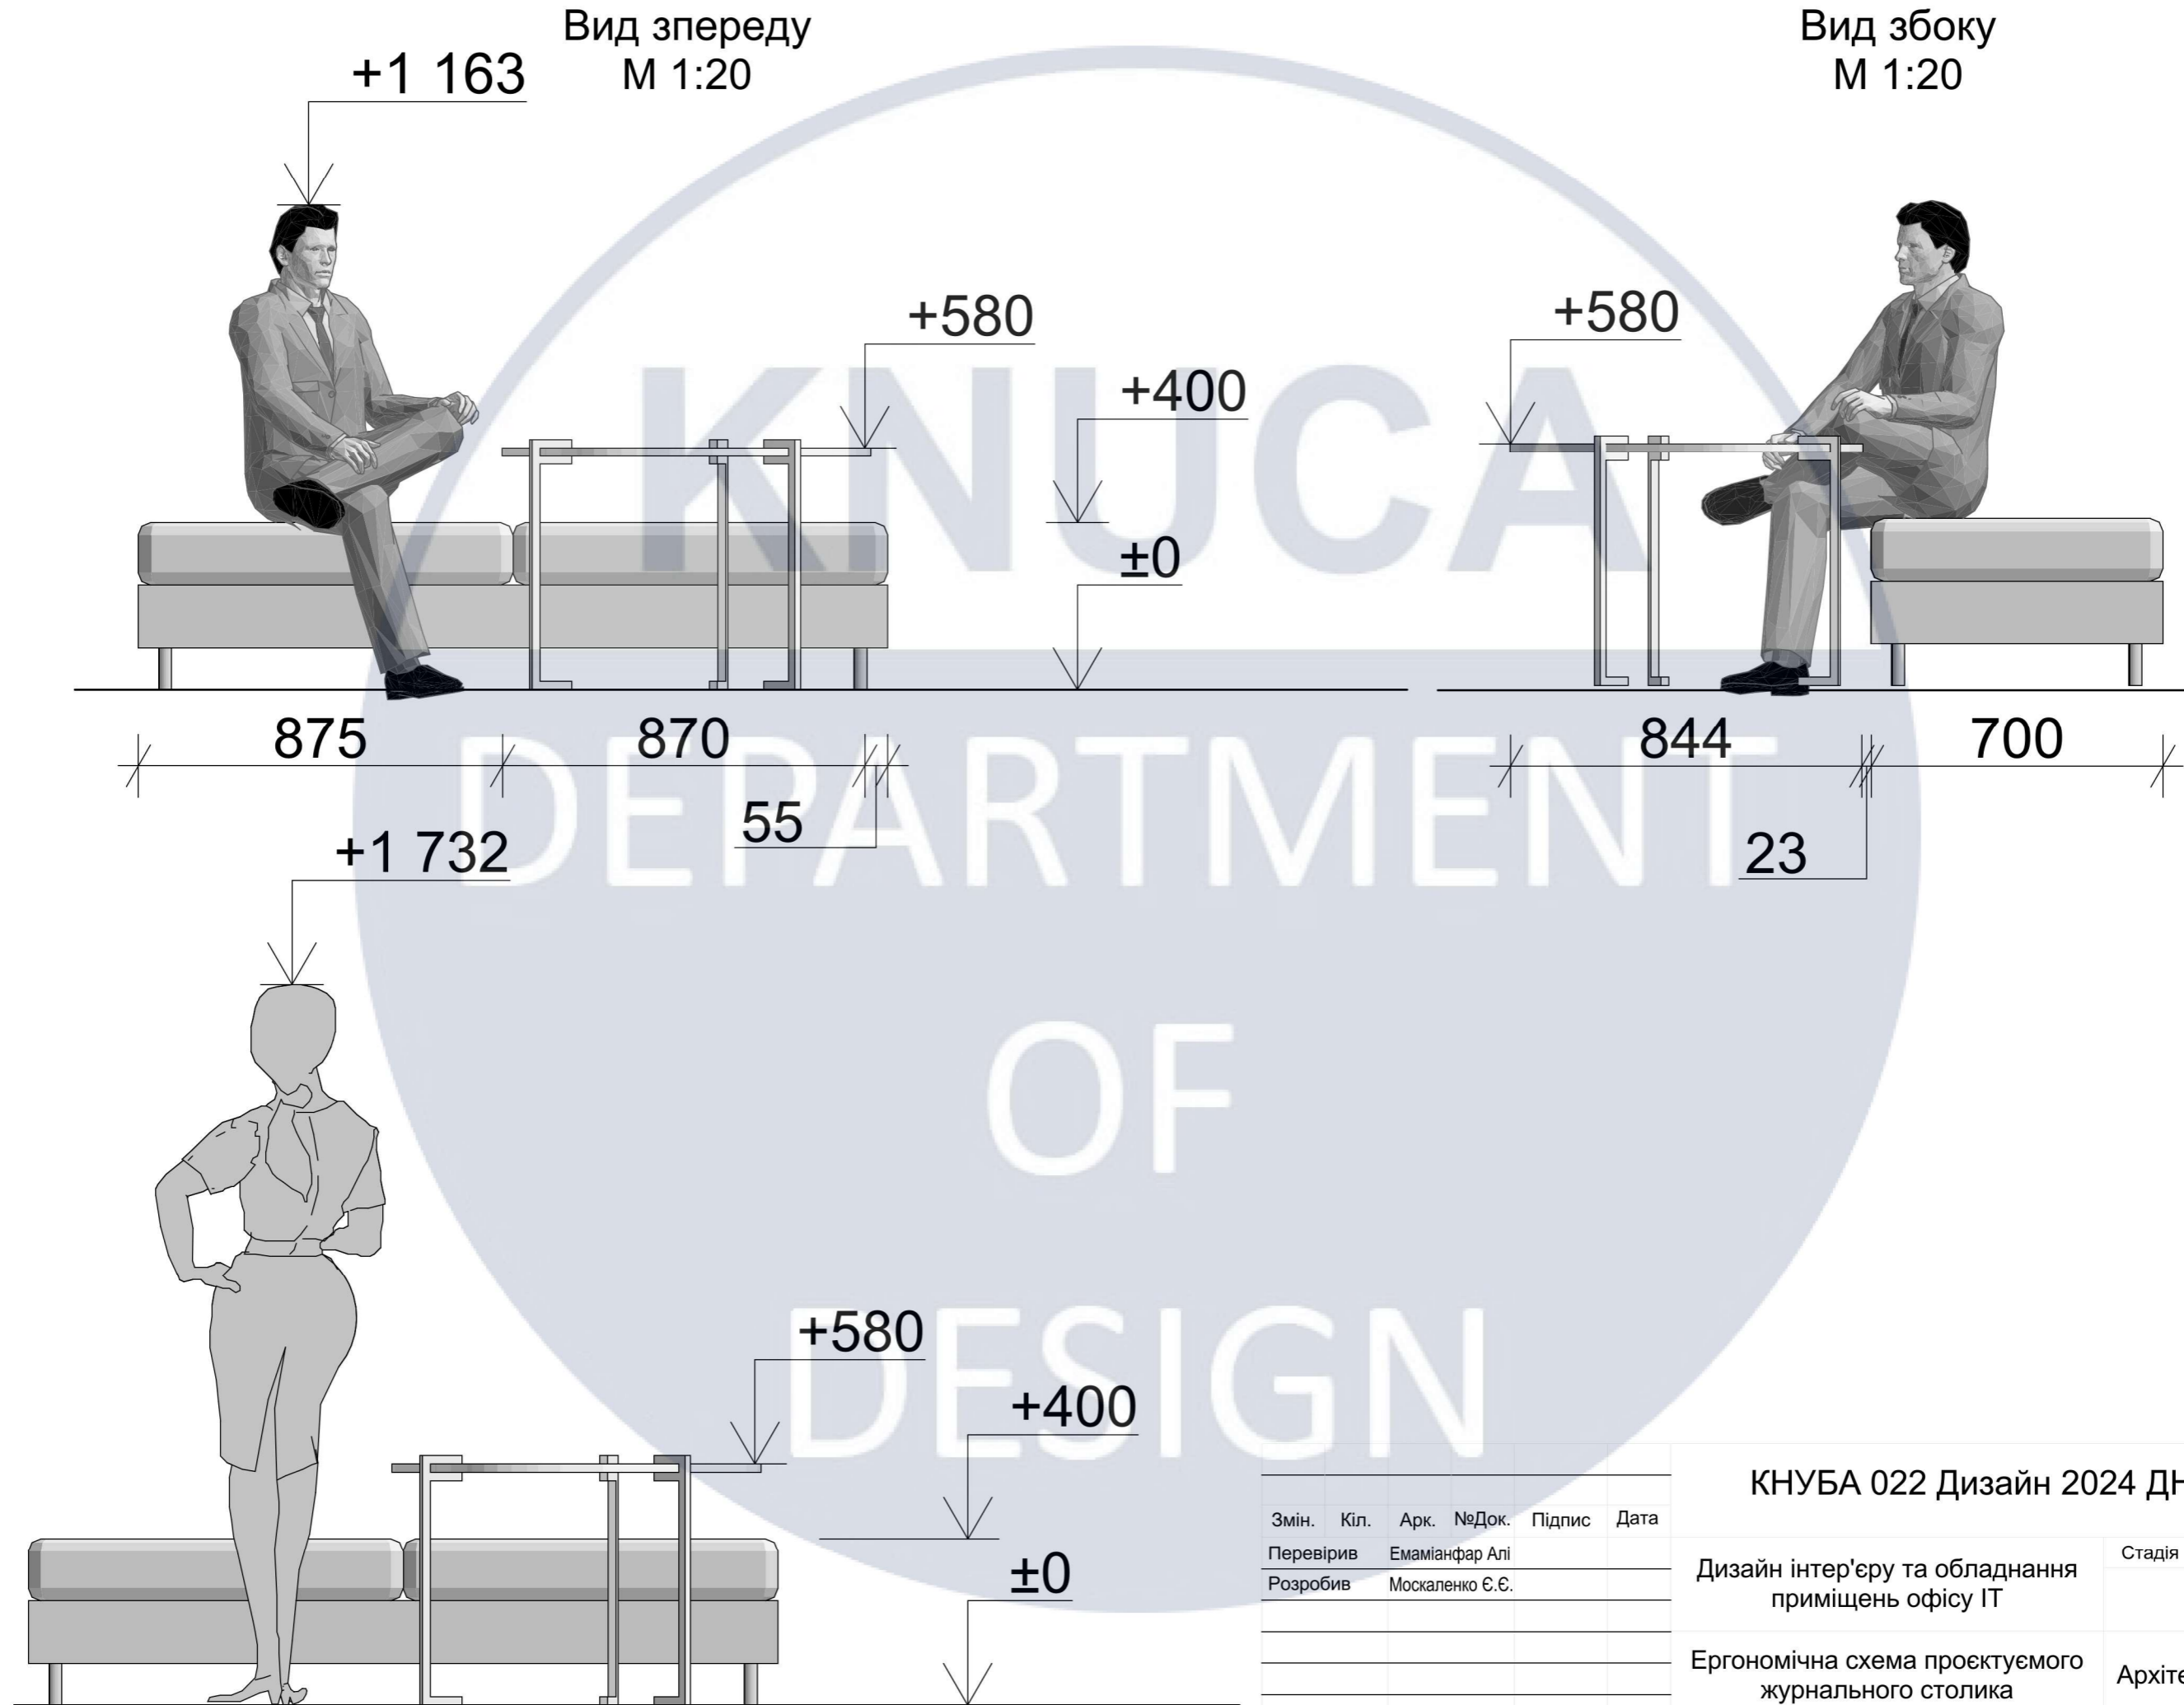 Вид зпереду
М 1:20
Вид збоку
М 1:20
+1 163
+580
+400
±0
+580
875
870
55
844
700
23
+1 732
+580
+400
±0
KNUCA
DEPARTMENT
OF
DESIGN
КНУБА 022 Дизайн 2024
Змін. Кіл. Арк. №Док. Підпис Дата
Перевірив Емаміанфар Алі
Розробив Москаленко Є.Є.
Дизайн інтер'єру та обладнання
приміщень офісу ІТ
Стадія
Ергономічна схема проєктуємого
журнального столика